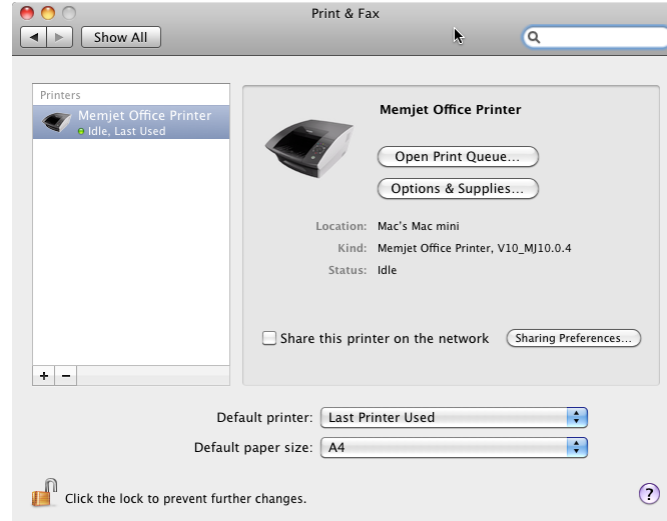 Print & Fax
Show All
Printers
Memjet Office Printer
Idle, Last Used
Memjet Office Printer
Open Print Queue...
Options & Supplies...
Location: Mac's Mac mini
Kind: Memjet Office Printer, V10_MJ10.0.4
Status: Idle
Share this printer on the network Sharing Preferences...
+ −
Default printer: Last Printer Used
Default paper size: A4
Click the lock to prevent further changes. ?